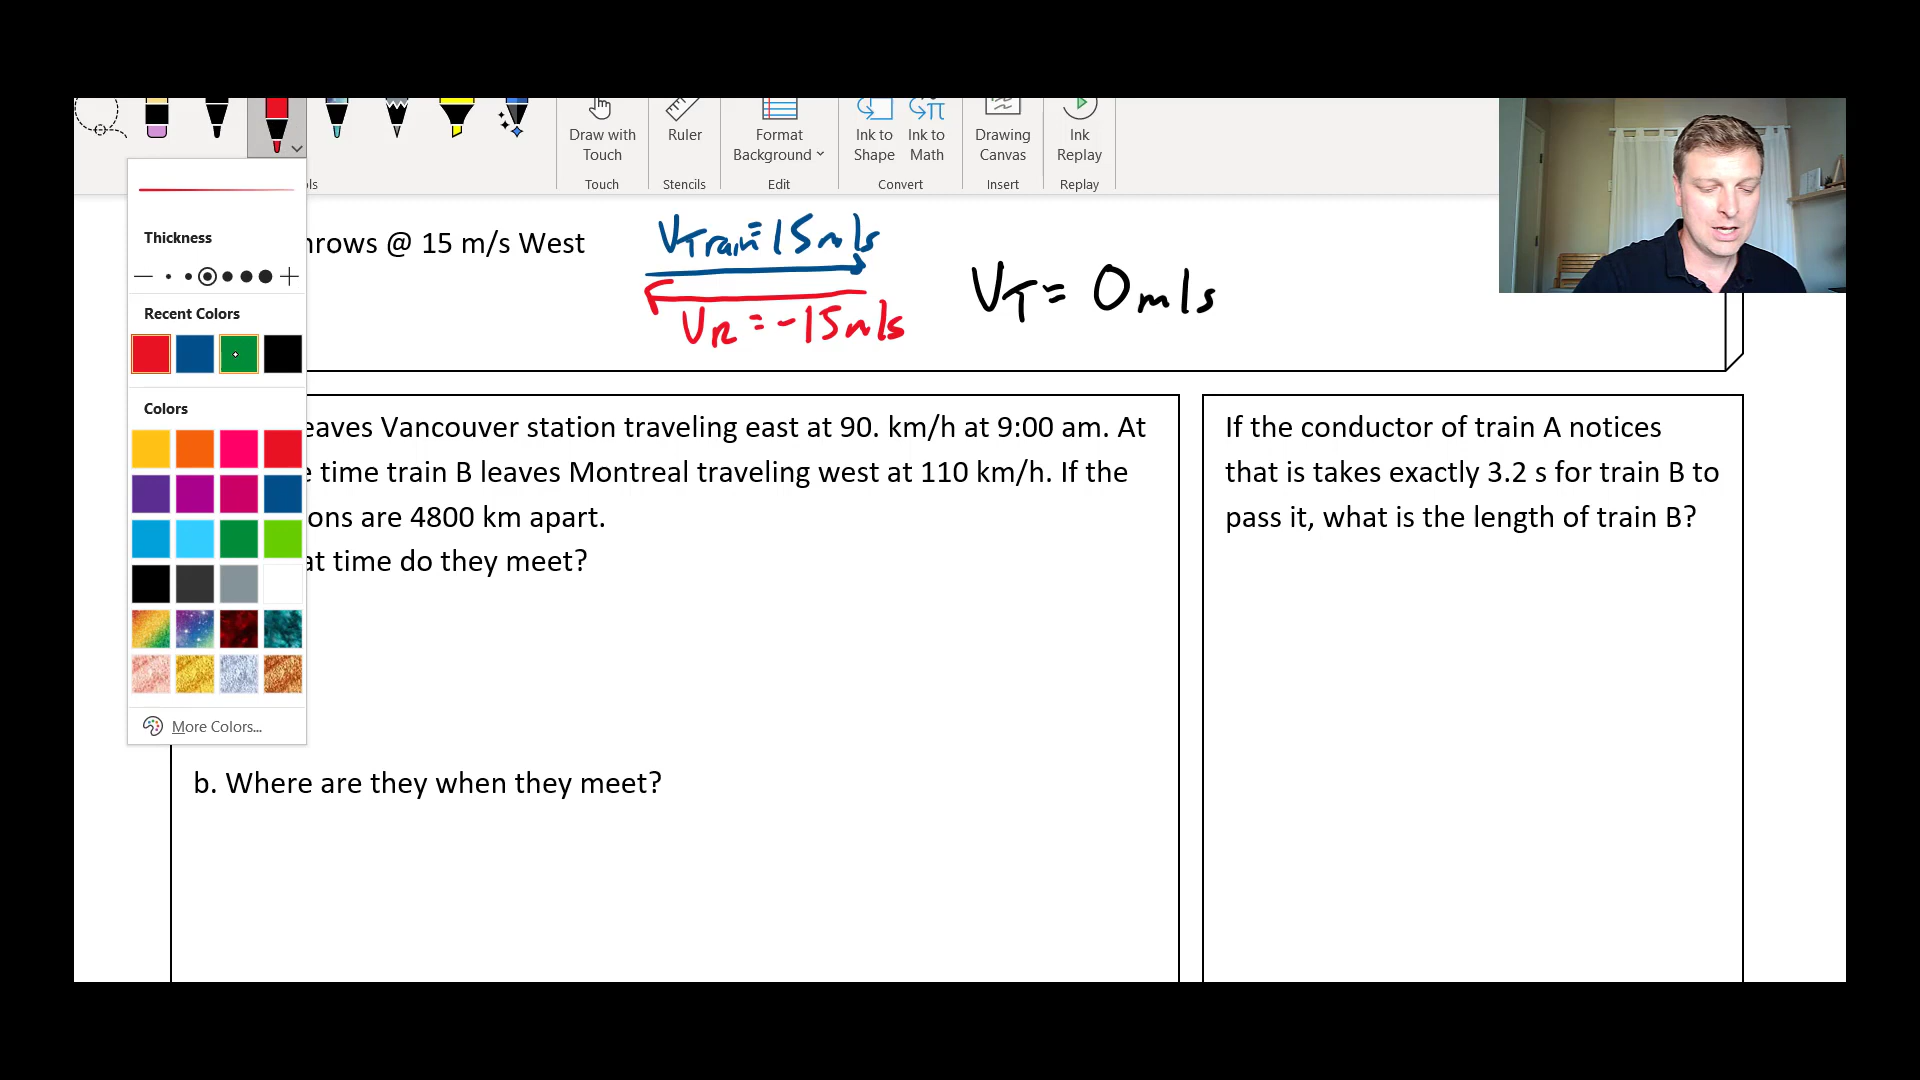 Draw with Touch
Ruler
Format Background
Ink to Shape
Ink to Math
Drawing Canvas
Ink Replay
ls
Touch
Stencils
Edit
Convert
Insert
Replay
Thickness
Recent Colors
Colors
More Colors...
hrows @ 15 m/s West
VTrain=15m/s
VR=-15m/s
VT= 0m/s
eaves Vancouver station traveling east at 90. km/h at 9:00 am. At
e time train B leaves Montreal traveling west at 110 km/h. If the
ons are 4800 km apart.
at time do they meet?
b. Where are they when they meet?
If the conductor of train A notices
that is takes exactly 3.2 s for train B to
pass it, what is the length of train B?